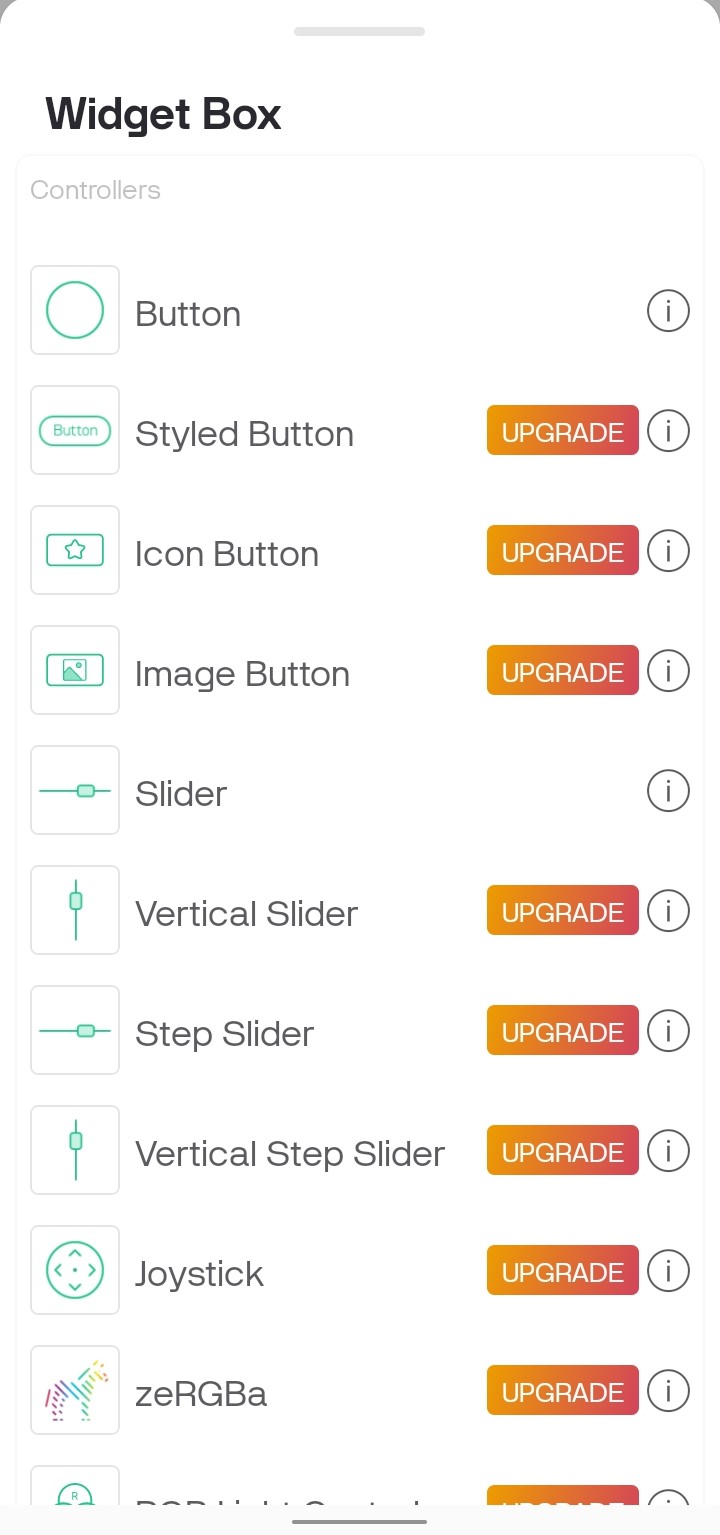 Widget Box
Controllers
Button
Button
Styled Button
UPGRADE
Icon Button
UPGRADE
Image Button
UPGRADE
Slider
Vertical Slider
UPGRADE
Step Slider
UPGRADE
Vertical Step Slider
UPGRADE
Joystick
UPGRADE
zeRGBa
UPGRADE
R